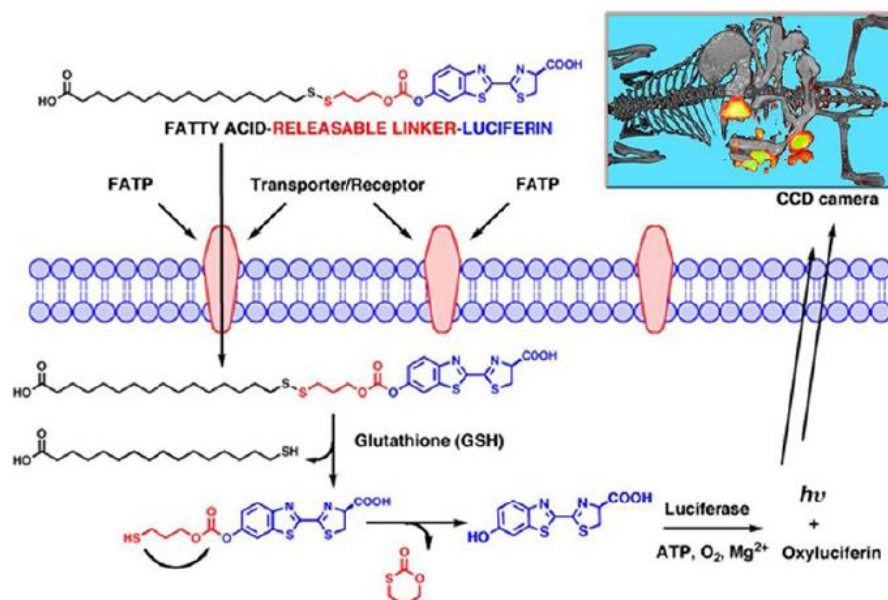 O
HO
S
S
O
O
O
N
S
N
S
COOH
FATTY ACID-RELEASABLE LINKER-LUCIFERIN
FATP
Transporter/Receptor
FATP
CCD camera
O
HO
S
S
O
O
O
N
S
N
S
COOH
O
HO
SH
Glutathione (GSH)
HS
O
O
O
N
S
N
S
COOH
O
S
O
HO
N
S
N
S
COOH
Luciferase
ATP, O₂, Mg²⁺
hν
+
Oxyluciferin